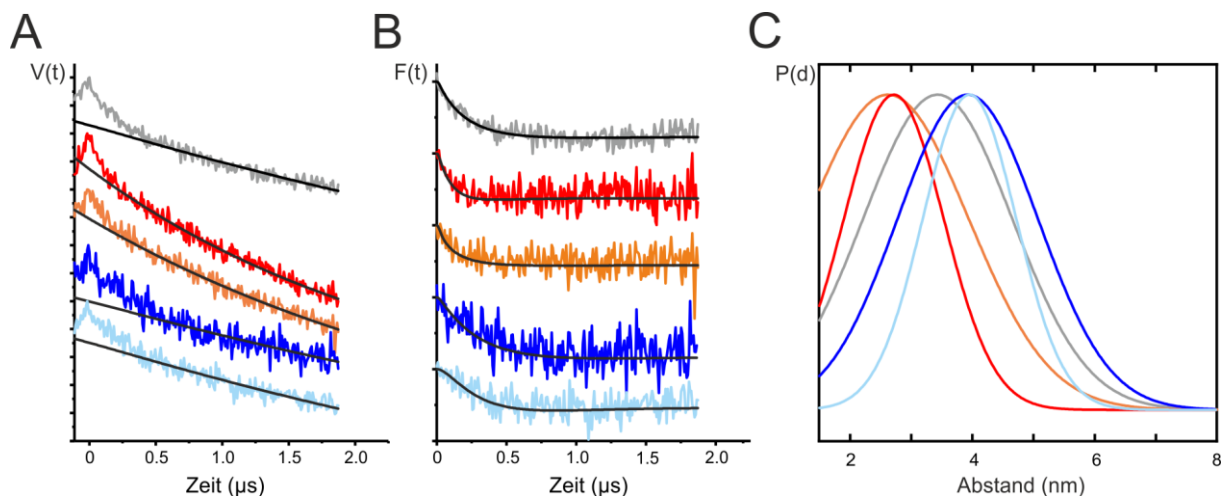 A
V(t)
0 0.5 1.0 1.5 2.0
Zeit (µs)
B
F(t)
0 0.5 1.0 1.5 2.0
Zeit (µs)
C
P(d)
2 4 6 8
Abstand (nm)